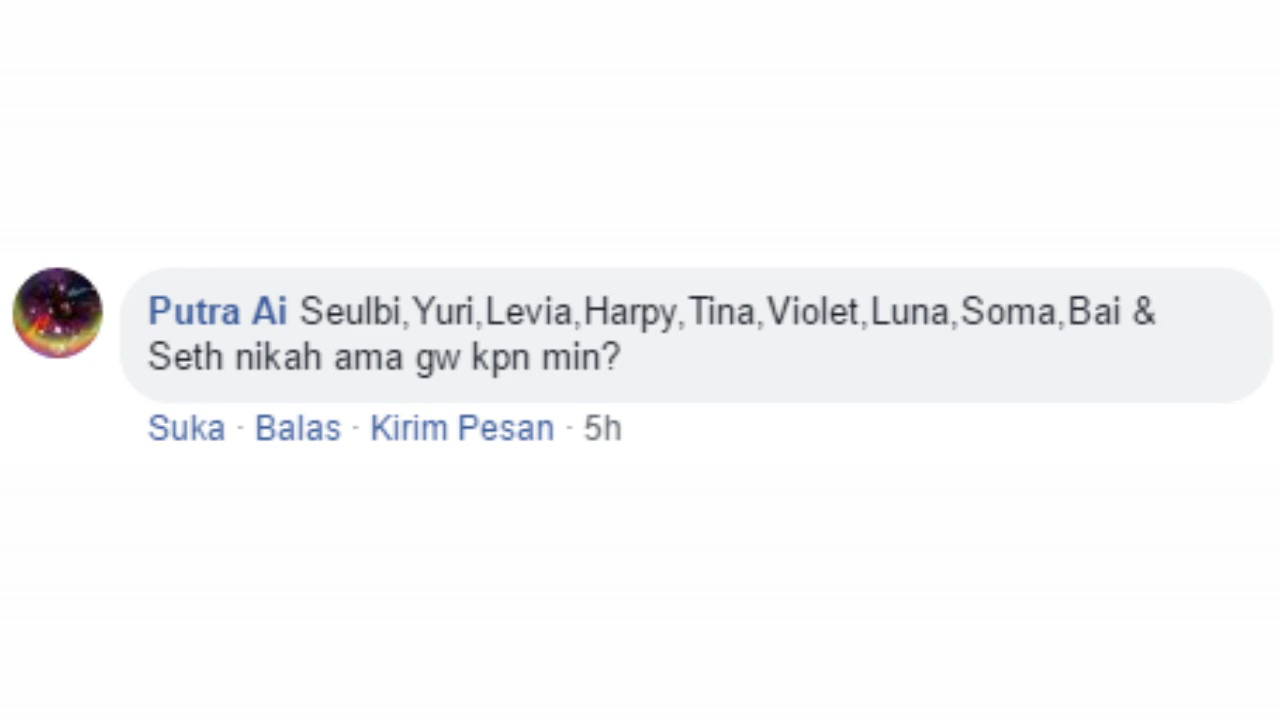 Putra Ai Seulbi,Yuri,Levia,Harpy,Tina,Violet,Luna,Soma,Bai &
Seth nikah ama gw kpn min?
Suka · Balas · Kirim Pesan · 5h